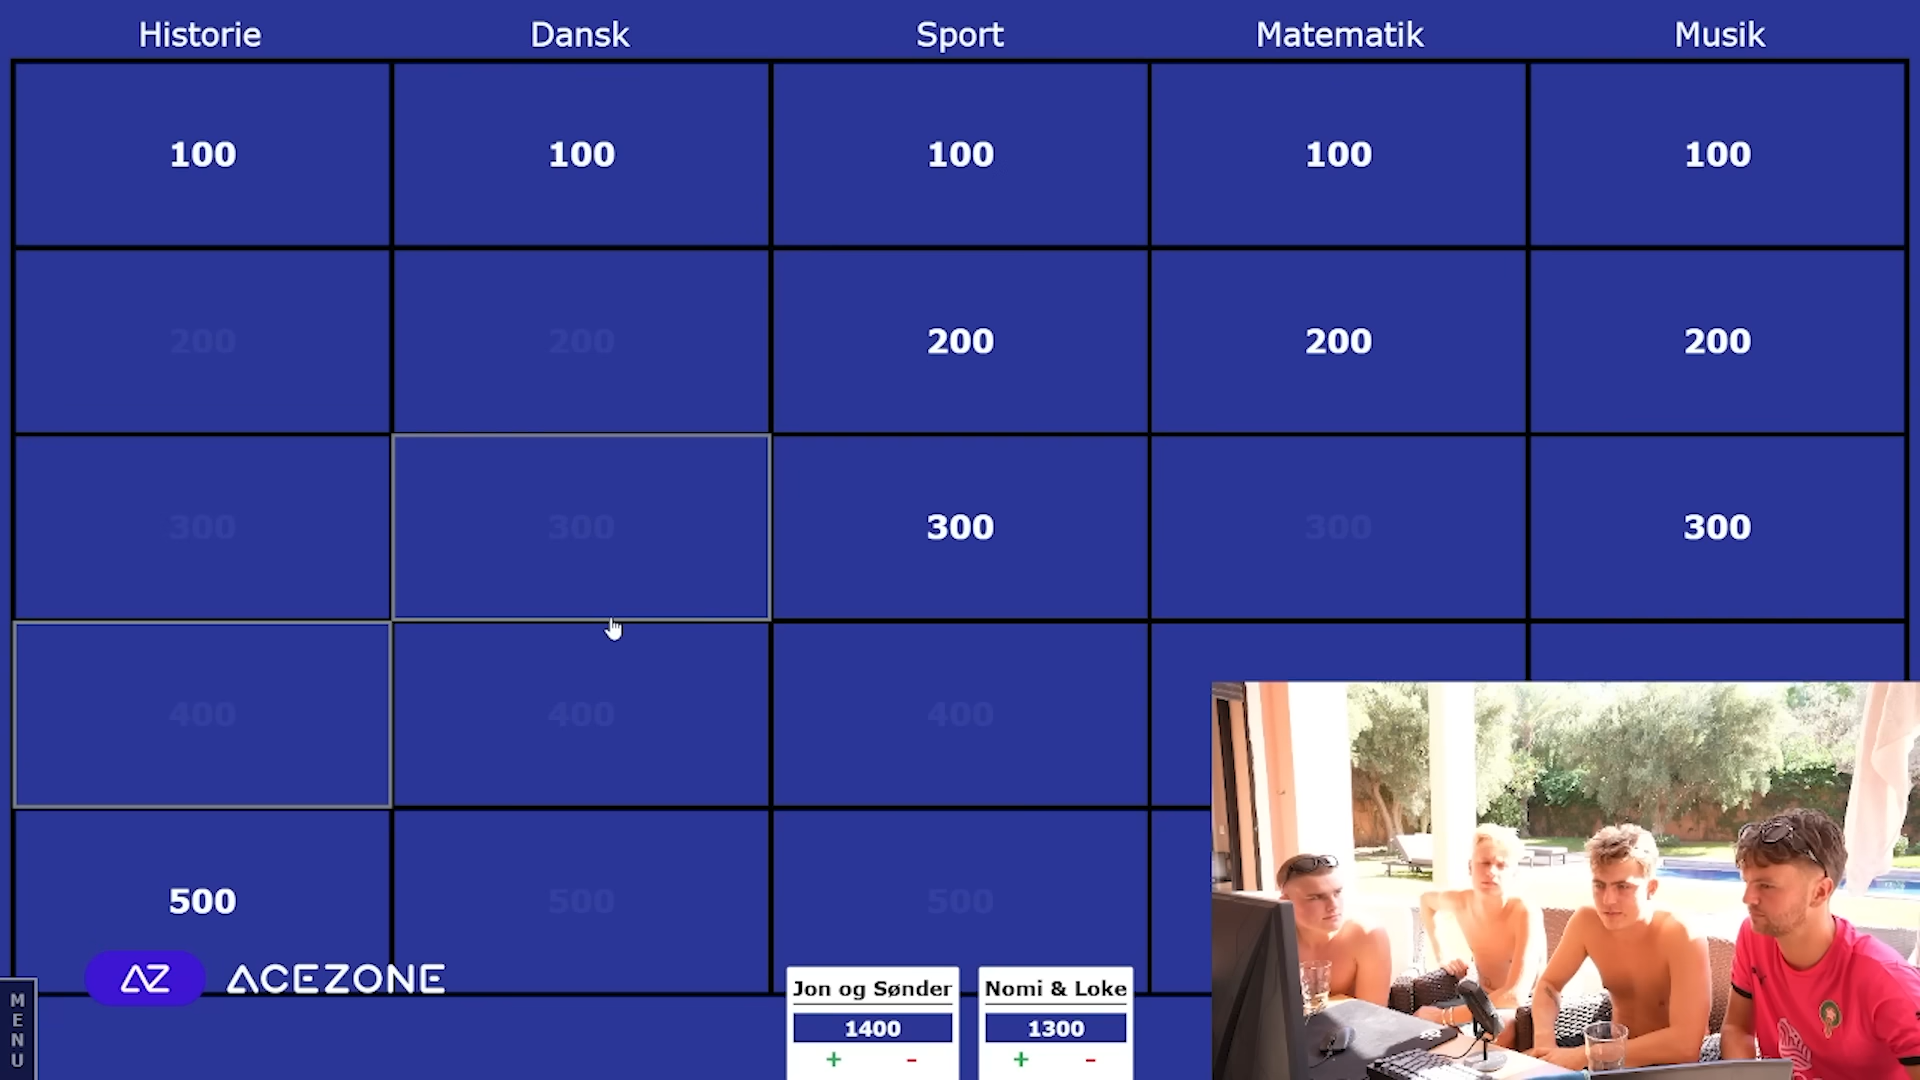 Historie Dansk Sport Matematik Musik
100 100 100 100 100
200 200 200 200 200
300 300 300 300 300
400 400 400
500 500 500
AZ ACEZONE
MENU
Jon og Sønder Nomi & Loke
1400 1300
+ - + -